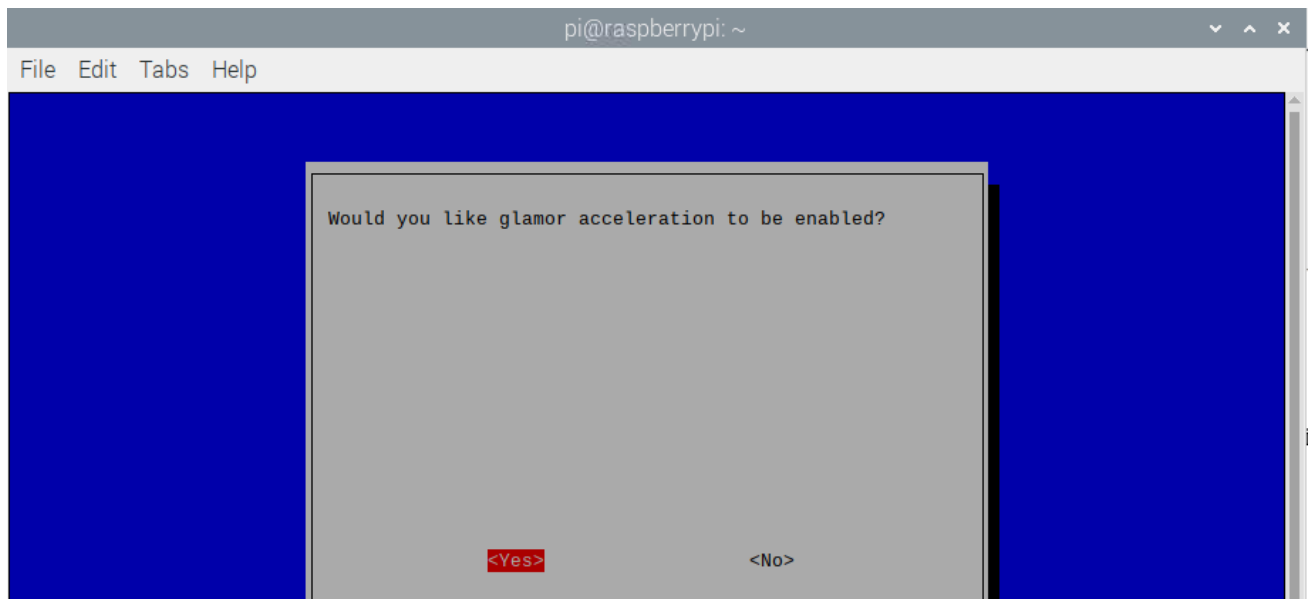 pi@raspberrypi: ~
File Edit Tabs Help
Would you like glamor acceleration to be enabled?
<Yes> <No>